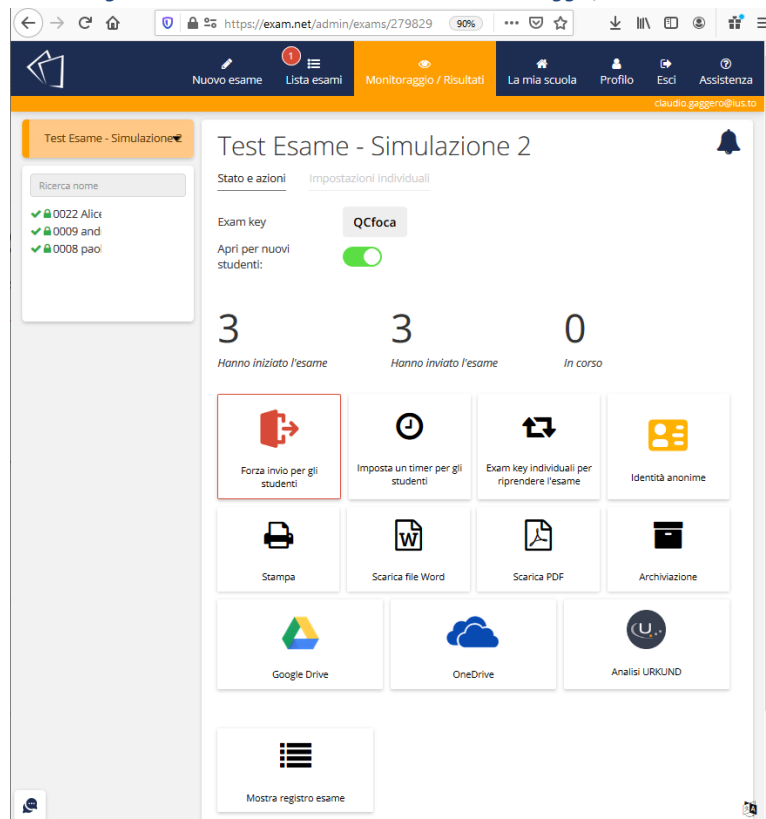 https://exam.net/admin/exams/279829 90%
1
Nuovo esame Lista esami Monitoraggio / Risultati La mia scuola Profilo Esci Assistenza
claudio.gaggero@ius.to
Test Esame - Simulazione 2
Test Esame - Simulazione 2
Stato e azioni Impostazioni individuali
Ricerca nome
0022 Alice
0009 and
0008 paol
Exam key QCfoca
Apri per nuovi
studenti:
3 3 0
Hanno iniziato l'esame Hanno inviato l'esame In corso
Forza invio per gli
studenti
Imposta un timer per gli
studenti
Exam key individuali per
riprendere l'esame
Identità anonime
W
Stampa Scarica file Word Scarica PDF Archiviazione
U
Google Drive OneDrive Analisi URKUND
Mostra registro esame